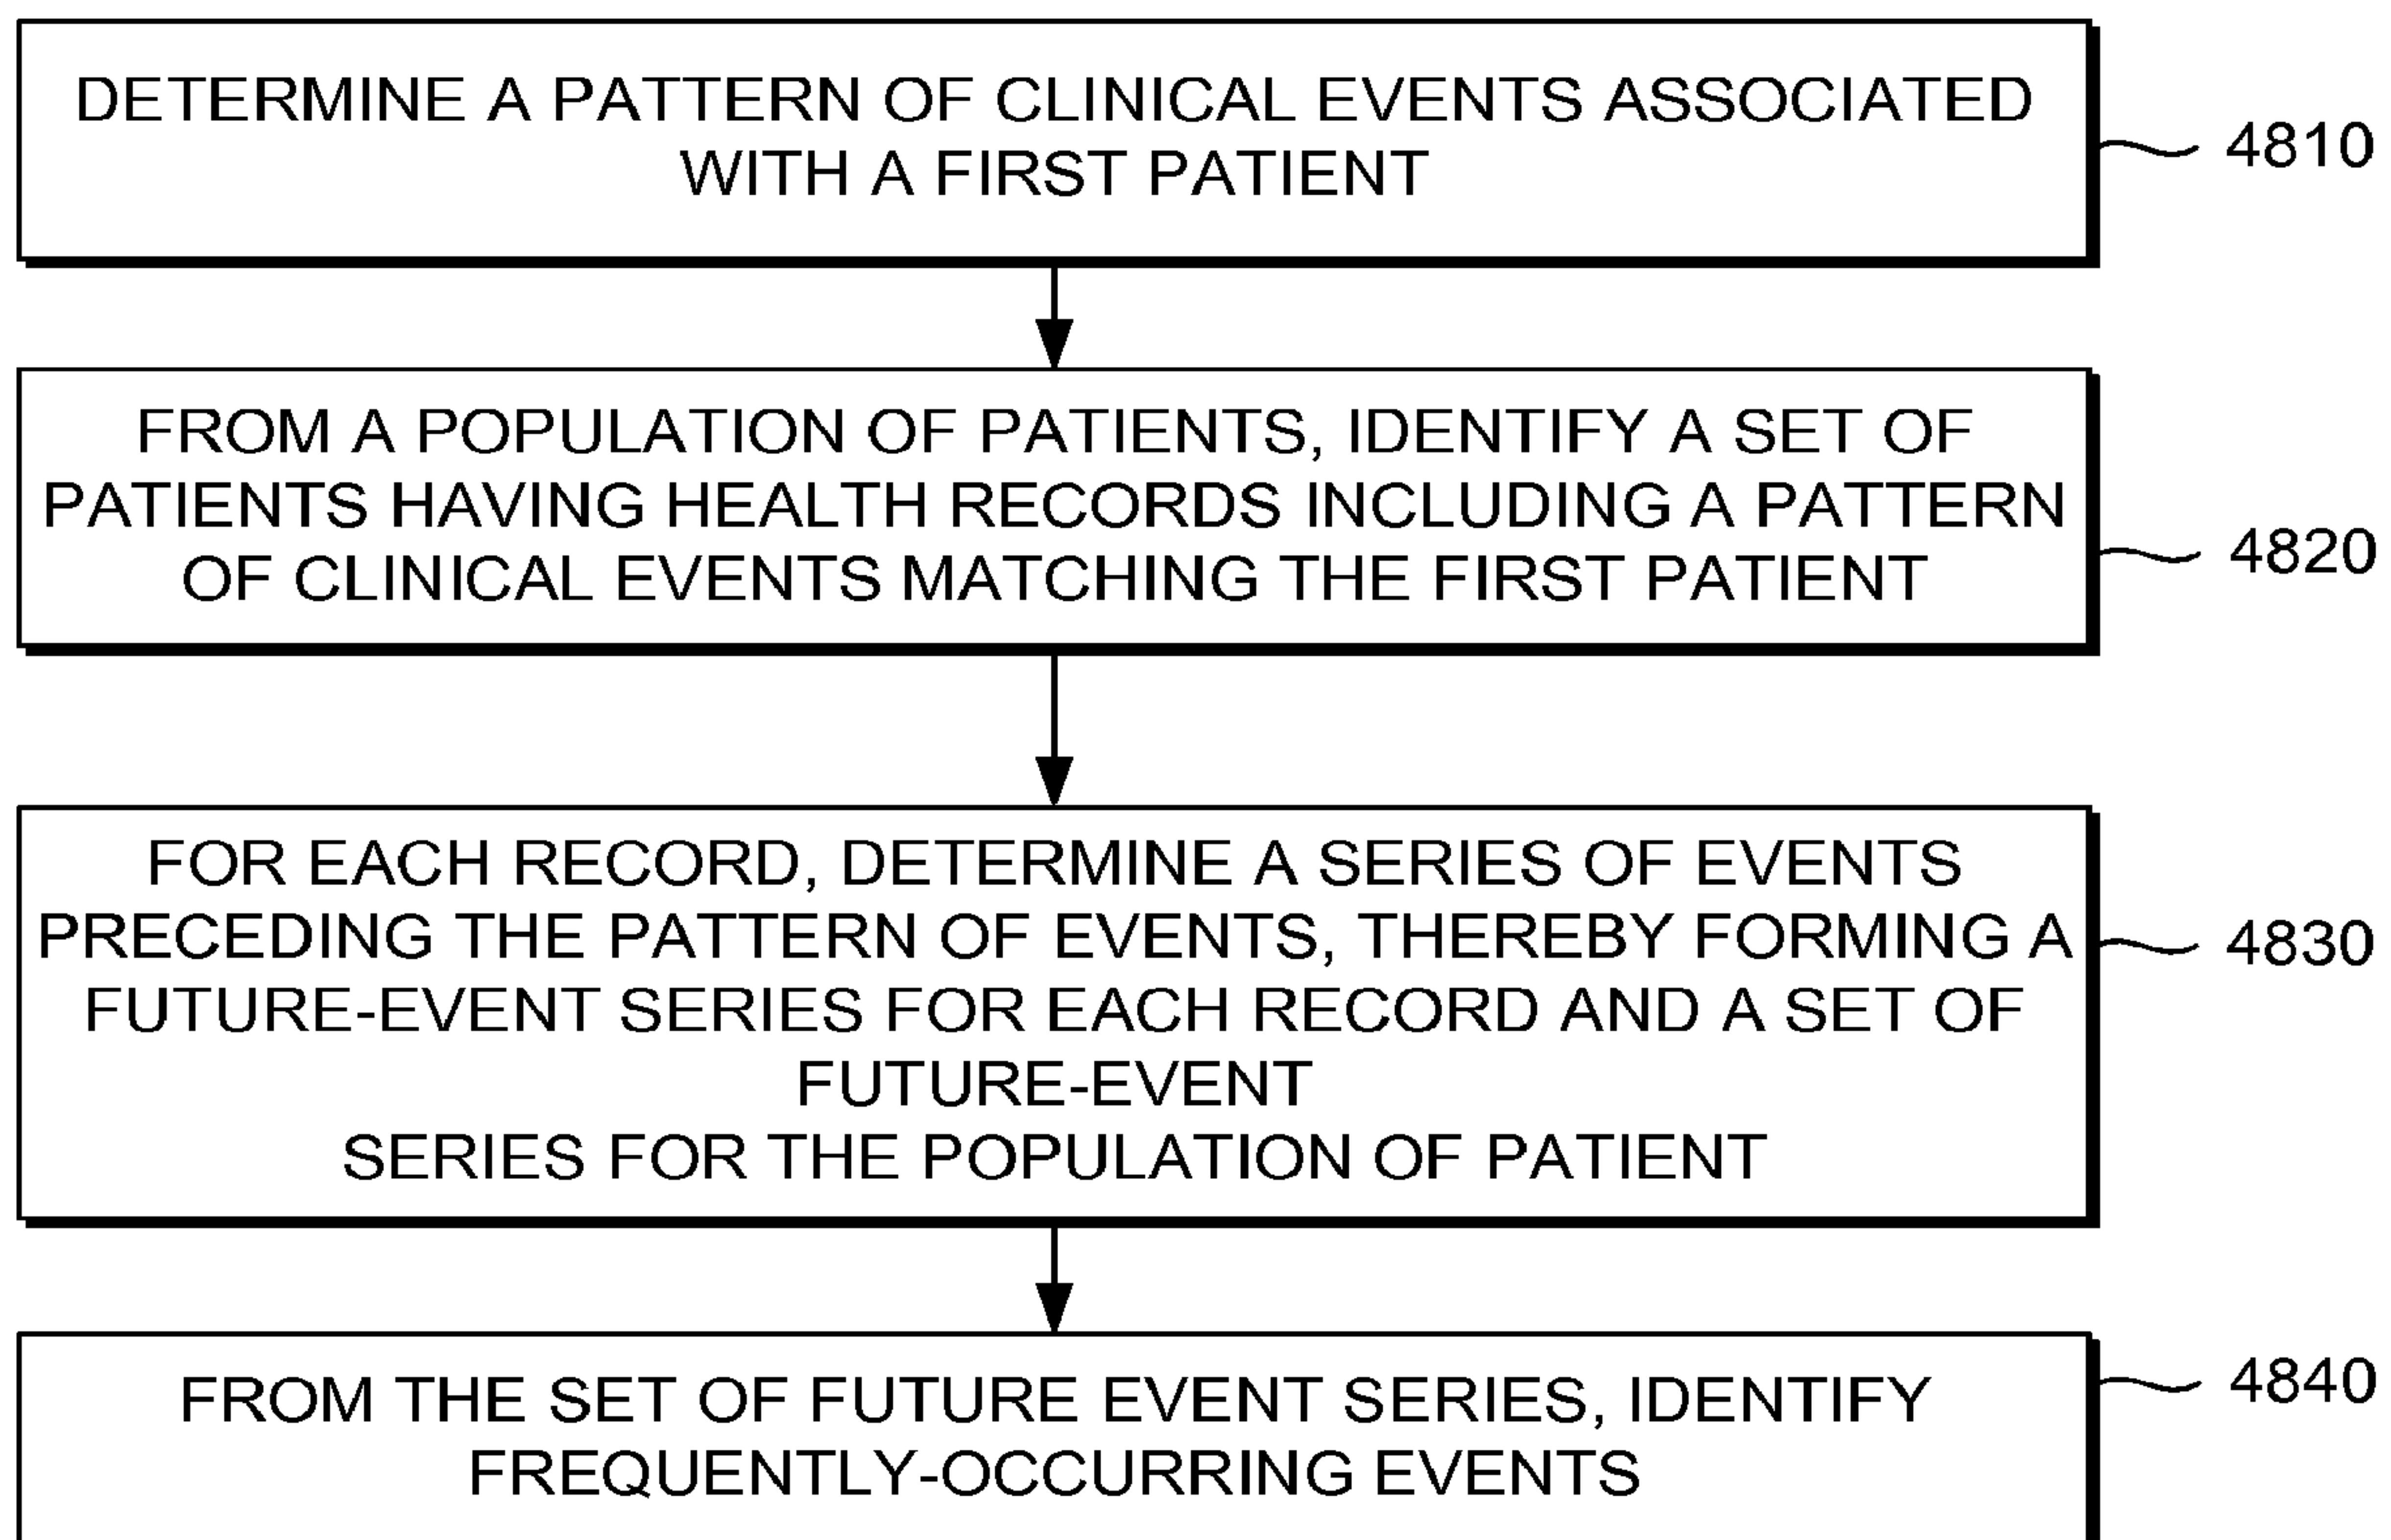 DETERMINE A PATTERN OF CLINICAL EVENTS ASSOCIATED
WITH A FIRST PATIENT
4810
FROM A POPULATION OF PATIENTS, IDENTIFY A SET OF
PATIENTS HAVING HEALTH RECORDS INCLUDING A PATTERN
OF CLINICAL EVENTS MATCHING THE FIRST PATIENT
4820
FOR EACH RECORD, DETERMINE A SERIES OF EVENTS
PRECEDING THE PATTERN OF EVENTS, THEREBY FORMING A
FUTURE-EVENT SERIES FOR EACH RECORD AND A SET OF
FUTURE-EVENT
SERIES FOR THE POPULATION OF PATIENT
4830
FROM THE SET OF FUTURE EVENT SERIES, IDENTIFY
FREQUENTLY-OCCURRING EVENTS
4840